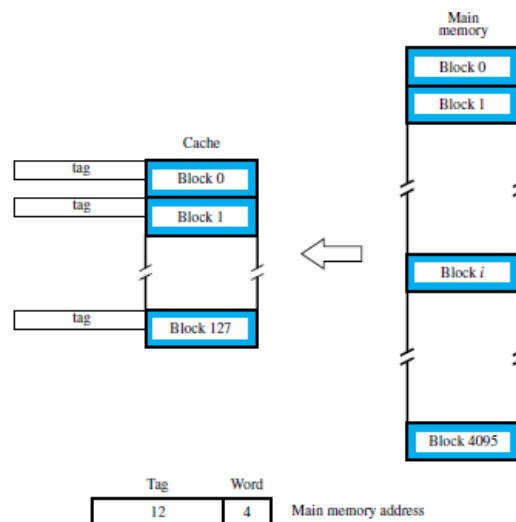 Main
memory
Block 0
Block 1
Cache
tag
Block 0
tag
Block 1
Block i
tag
Block 127
Block 4095
Tag Word
12 4 Main memory address